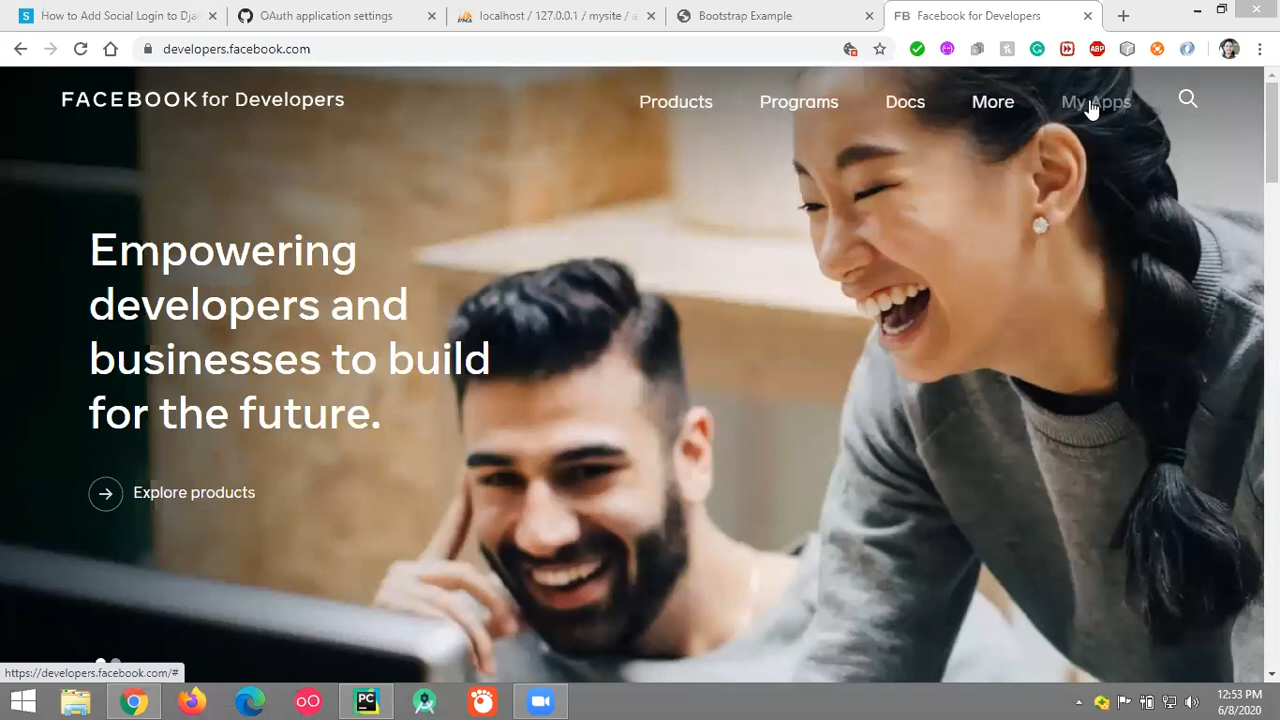 How to Add Social Login to Dja
OAuth application settings
localhost / 127.0.0.1 / mysite / a
Bootstrap Example
FB Facebook for Developers
developers.facebook.com
FACEBOOK for Developers
Products
Programs
Docs
More
My Apps
Empowering
developers and
businesses to build
for the future.
Explore products
https://developers.facebook.com/#
12:53 PM
6/8/2020